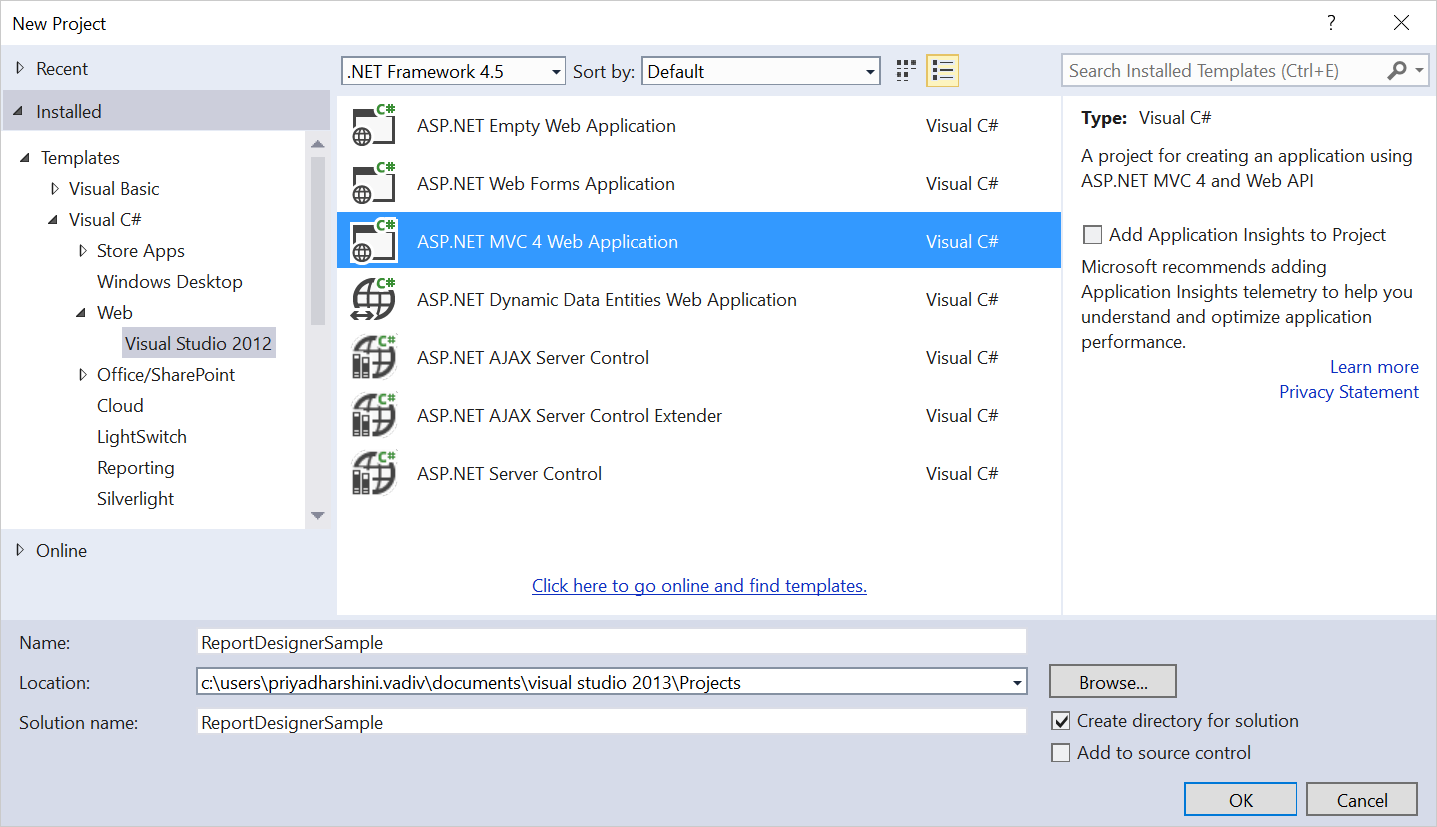 New Project
?
Recent
Installed
Templates
Visual Basic
Visual C#
Store Apps
Windows Desktop
Web
Visual Studio 2012
Office/SharePoint
Cloud
LightSwitch
Reporting
Silverlight
Online
.NET Framework 4.5 Sort by: Default
C# ASP.NET Empty Web Application Visual C#
C# ASP.NET Web Forms Application Visual C#
C# ASP.NET MVC 4 Web Application Visual C#
C# ASP.NET Dynamic Data Entities Web Application Visual C#
C# ASP.NET AJAX Server Control Visual C#
C# ASP.NET AJAX Server Control Extender Visual C#
C# ASP.NET Server Control Visual C#
Click here to go online and find templates.
Search Installed Templates (Ctrl+E)
Type: Visual C#
A project for creating an application using
ASP.NET MVC 4 and Web API
Add Application Insights to Project
Microsoft recommends adding
Application Insights telemetry to help you
understand and optimize application
performance.
Learn more
Privacy Statement
Name: ReportDesignerSample
Location: c:\users\priyadharshini.vadiv\documents\visual studio 2013\Projects
Browse...
Solution name: ReportDesignerSample
Create directory for solution
Add to source control
OK Cancel